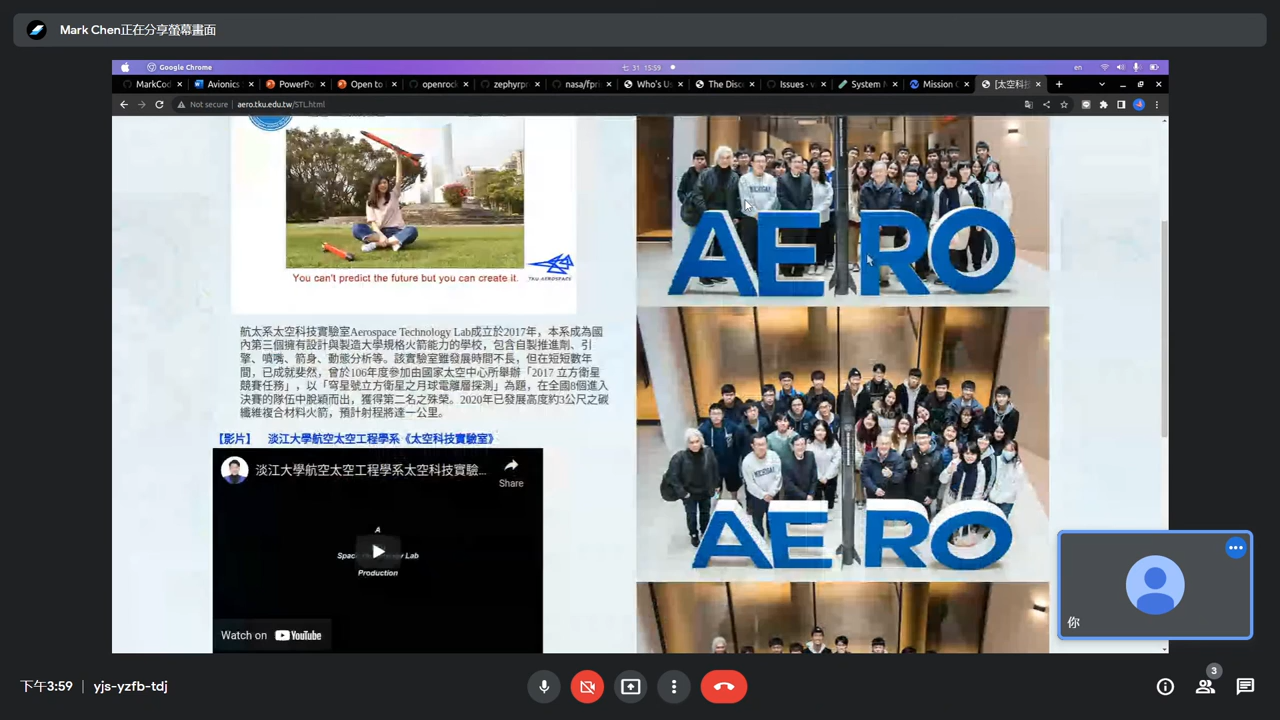 Mark Chen正在分享螢幕畫面
Google Chrome
七 31 15:59
en
MarkCod
Avionics
PowerPo
Open to
openrock
zephyrpr
nasa/fpri
Who's Us
The Disc
Issues · v
System M
Mission C
[太空科技
Not secure
aero.tku.edu.tw/STL.html
You can't predict the future but you can create it.
TKU-AEROSPACE
航太系太空科技實驗室Aerospace Technology Lab成立於2017年，本系成為國
內第三個擁有設計與製造大學規格火箭能力的學校，包含自製推進劑、引
擎、噴嘴、箭身、動態分析等。該實驗室雖發展時間不長，但在短短數年
間，已成就斐然，曾於106年度參加由國家太空中心所舉辦「2017 立方衛星
競賽任務」，以「穹星號立方衛星之月球電離層探測」為題，在全國8個進入
決賽的隊伍中脫穎而出，獲得第二名之殊榮。2020年已發展高度約3公尺之碳
纖維複合材料火箭，預計射程將達一公里。
【影片】 淡江大學航空太空工程學系《太空科技實驗室》
淡江大學航空太空工程學系太空科技實驗...
Share
A
Production
Watch on YouTube
MICHIGAN
AERO
MICHIGAN
AERO
你
下午3:59
yjs-yzfb-tdj
3